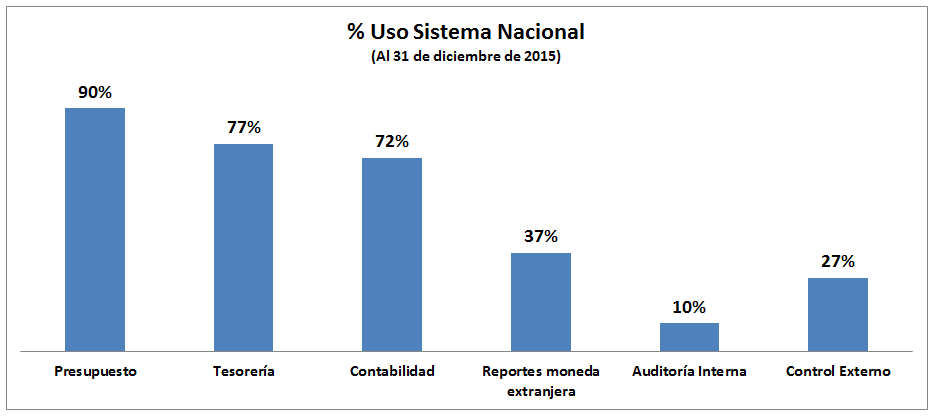 % Uso Sistema Nacional
(Al 31 de diciembre de 2015)
90%
77%
72%
37%
10%
27%
Presupuesto
Tesorería
Contabilidad
Reportes moneda
extranjera
Auditoría Interna
Control Externo